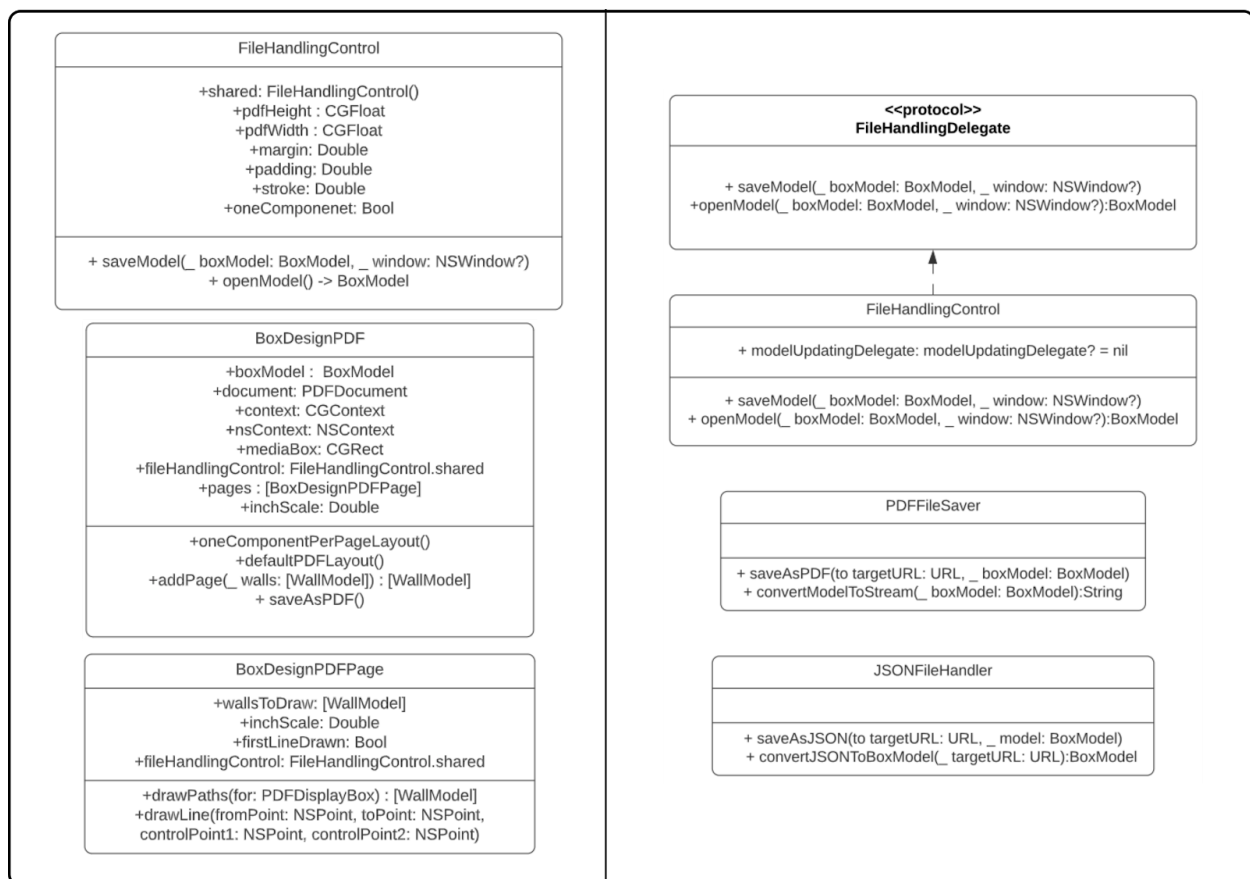 FileHandlingControl
+shared: FileHandlingControl()
+pdfHeight : CGFloat
+pdfWidth : CGFloat
+margin: Double
+padding: Double
+stroke: Double
+oneComponenet: Bool
+ saveModel(_ boxModel: BoxModel, _ window: NSWindow?)
+ openModel() -> BoxModel
BoxDesignPDF
+boxModel :  BoxModel
+document: PDFDocument
+context: CGContext
+nsContext: NSContext
+mediaBox: CGRect
+fileHandlingControl: FileHandlingControl.shared
+pages : [BoxDesignPDFPage]
+inchScale: Double
+oneComponentPerPageLayout()
+defaultPDFLayout()
+addPage(_ walls: [WallModel]) : [WallModel]
+ saveAsPDF()
BoxDesignPDFPage
+wallsToDraw: [WallModel]
+inchScale: Double
+firstLineDrawn: Bool
+fileHandlingControl: FileHandlingControl.shared
+drawPaths(for: PDFDisplayBox) : [WallModel]
+drawLine(fromPoint: NSPoint, toPoint: NSPoint,
controlPoint1: NSPoint, controlPoint2: NSPoint)
<<protocol>>
FileHandlingDelegate
+ saveModel(_ boxModel: BoxModel, _ window: NSWindow?)
+openModel(_ boxModel: BoxModel, _ window: NSWindow?):BoxModel
FileHandlingControl
+ modelUpdatingDelegate: modelUpdatingDelegate? = nil
+ saveModel(_ boxModel: BoxModel, _ window: NSWindow?)
+ openModel(_ boxModel: BoxModel, _ window: NSWindow?):BoxModel
PDFFileSaver
+ saveAsPDF(to targetURL: URL, _ boxModel: BoxModel)
+ convertModelToStream(_ boxModel: BoxModel):String
JSONFileHandler
+ saveAsJSON(to targetURL: URL, _ model: BoxModel)
+ convertJSONToBoxModel(_ targetURL: URL):BoxModel